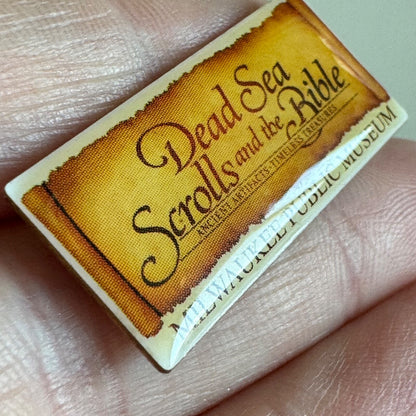 Dead Sea
Scrolls and the Bible
ANCIENT ARTIFACTS · TIMELESS TREASURES
MILWAUKEE PUBLIC MUSEUM